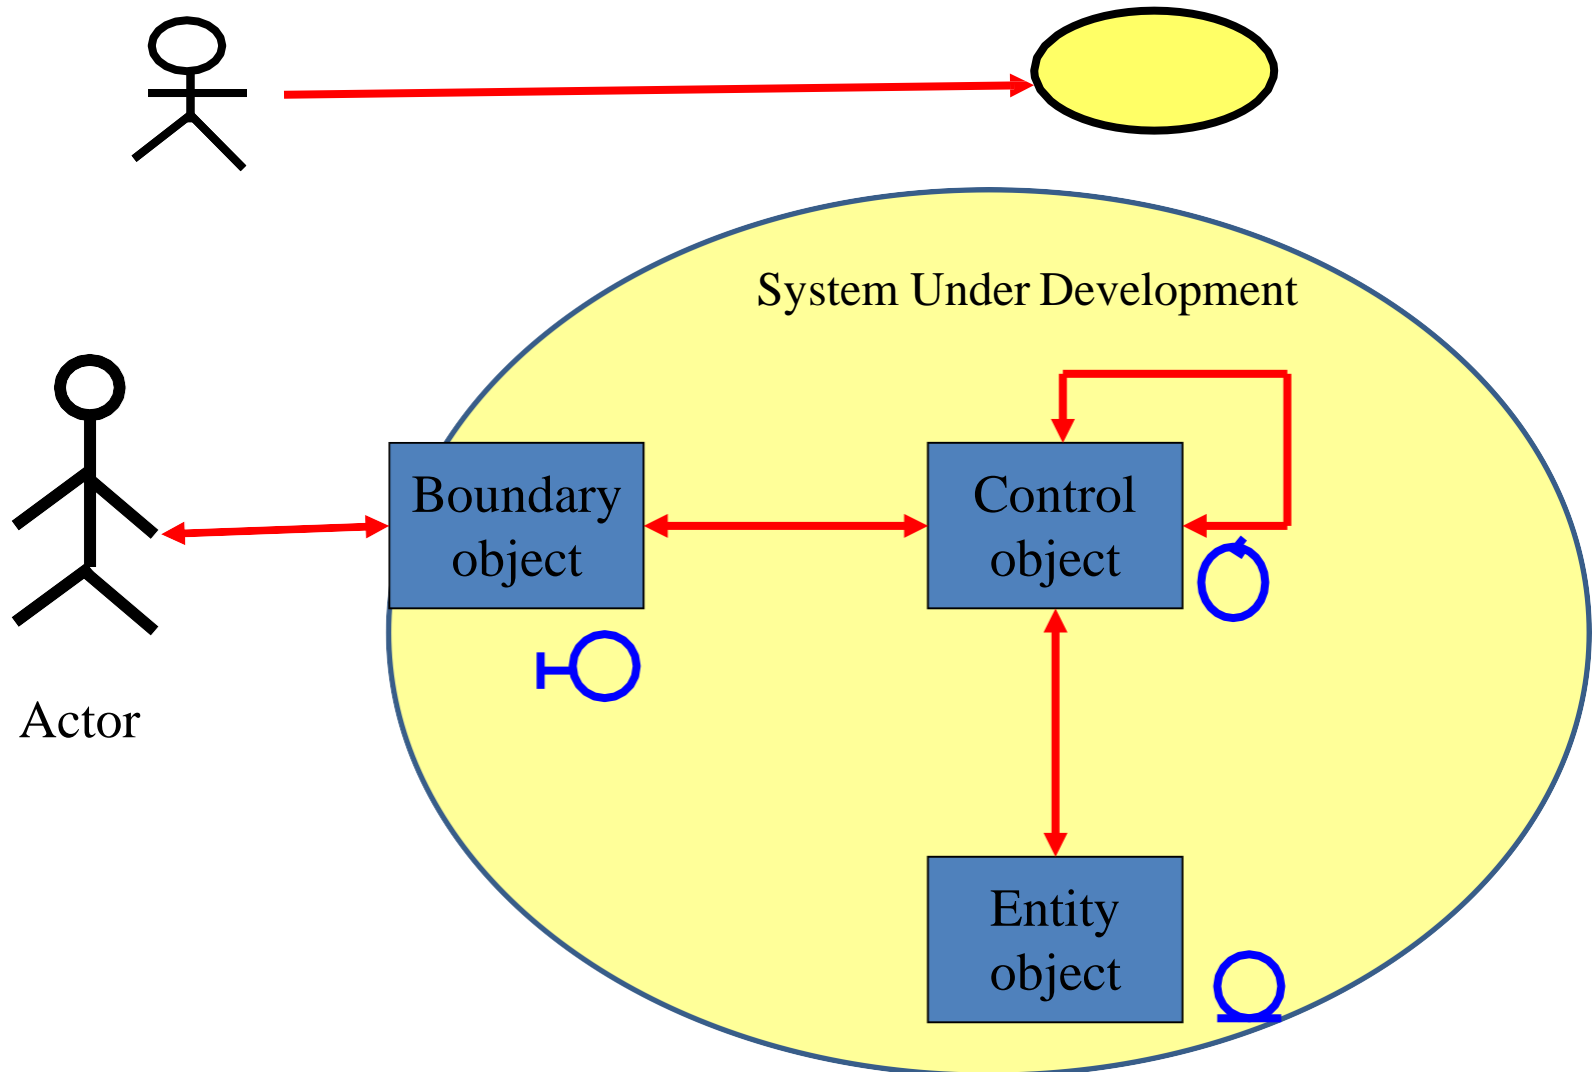 System Under Development
Boundary
object
Control
object
Actor
Entity
object